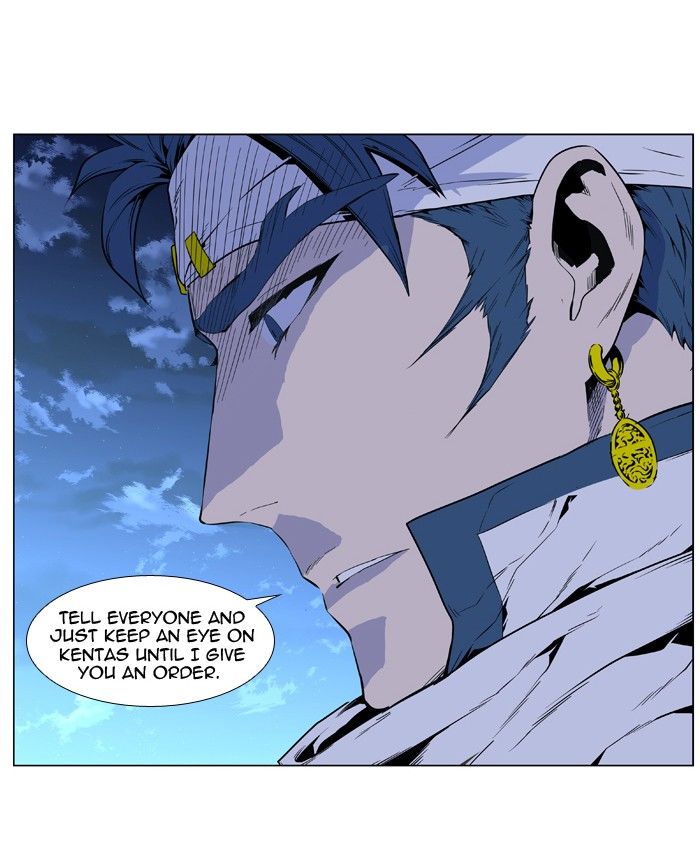 TELL EVERYONE AND
JUST KEEP AN EYE ON
KENTAS UNTIL I GIVE
YOU AN ORDER.